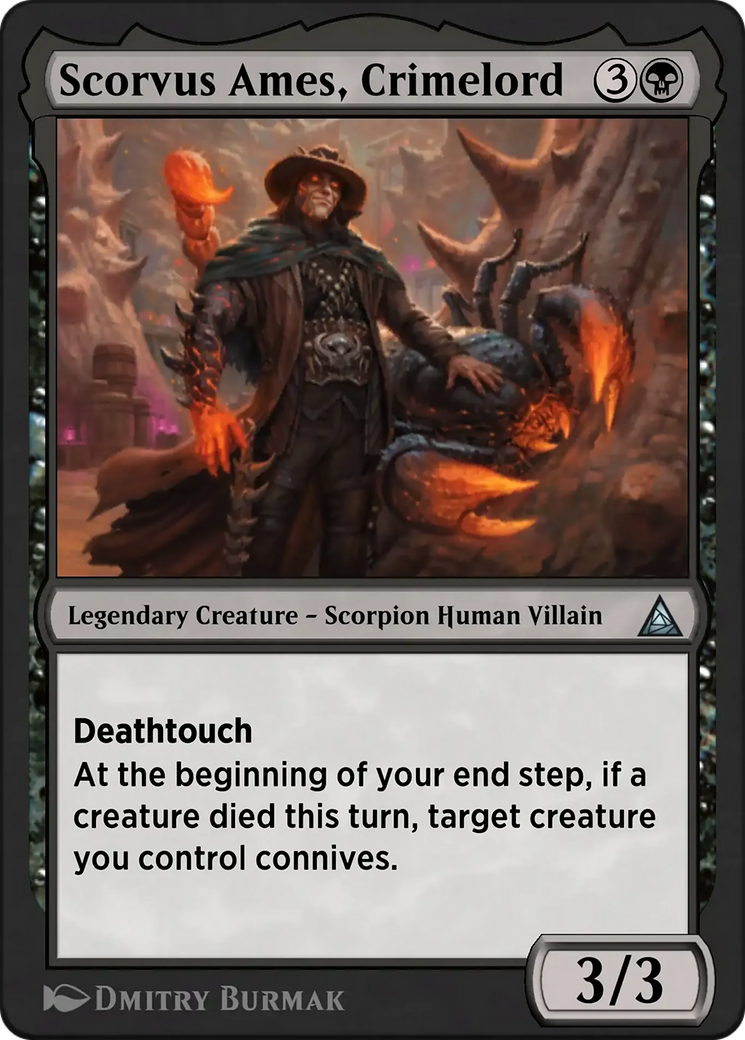 Scorvus Ames, Crimelord 3
Legendary Creature – Scorpion Human Villain
Deathtouch
At the beginning of your end step, if a
creature died this turn, target creature
you control connives.
3/3
Dmitry Burmak